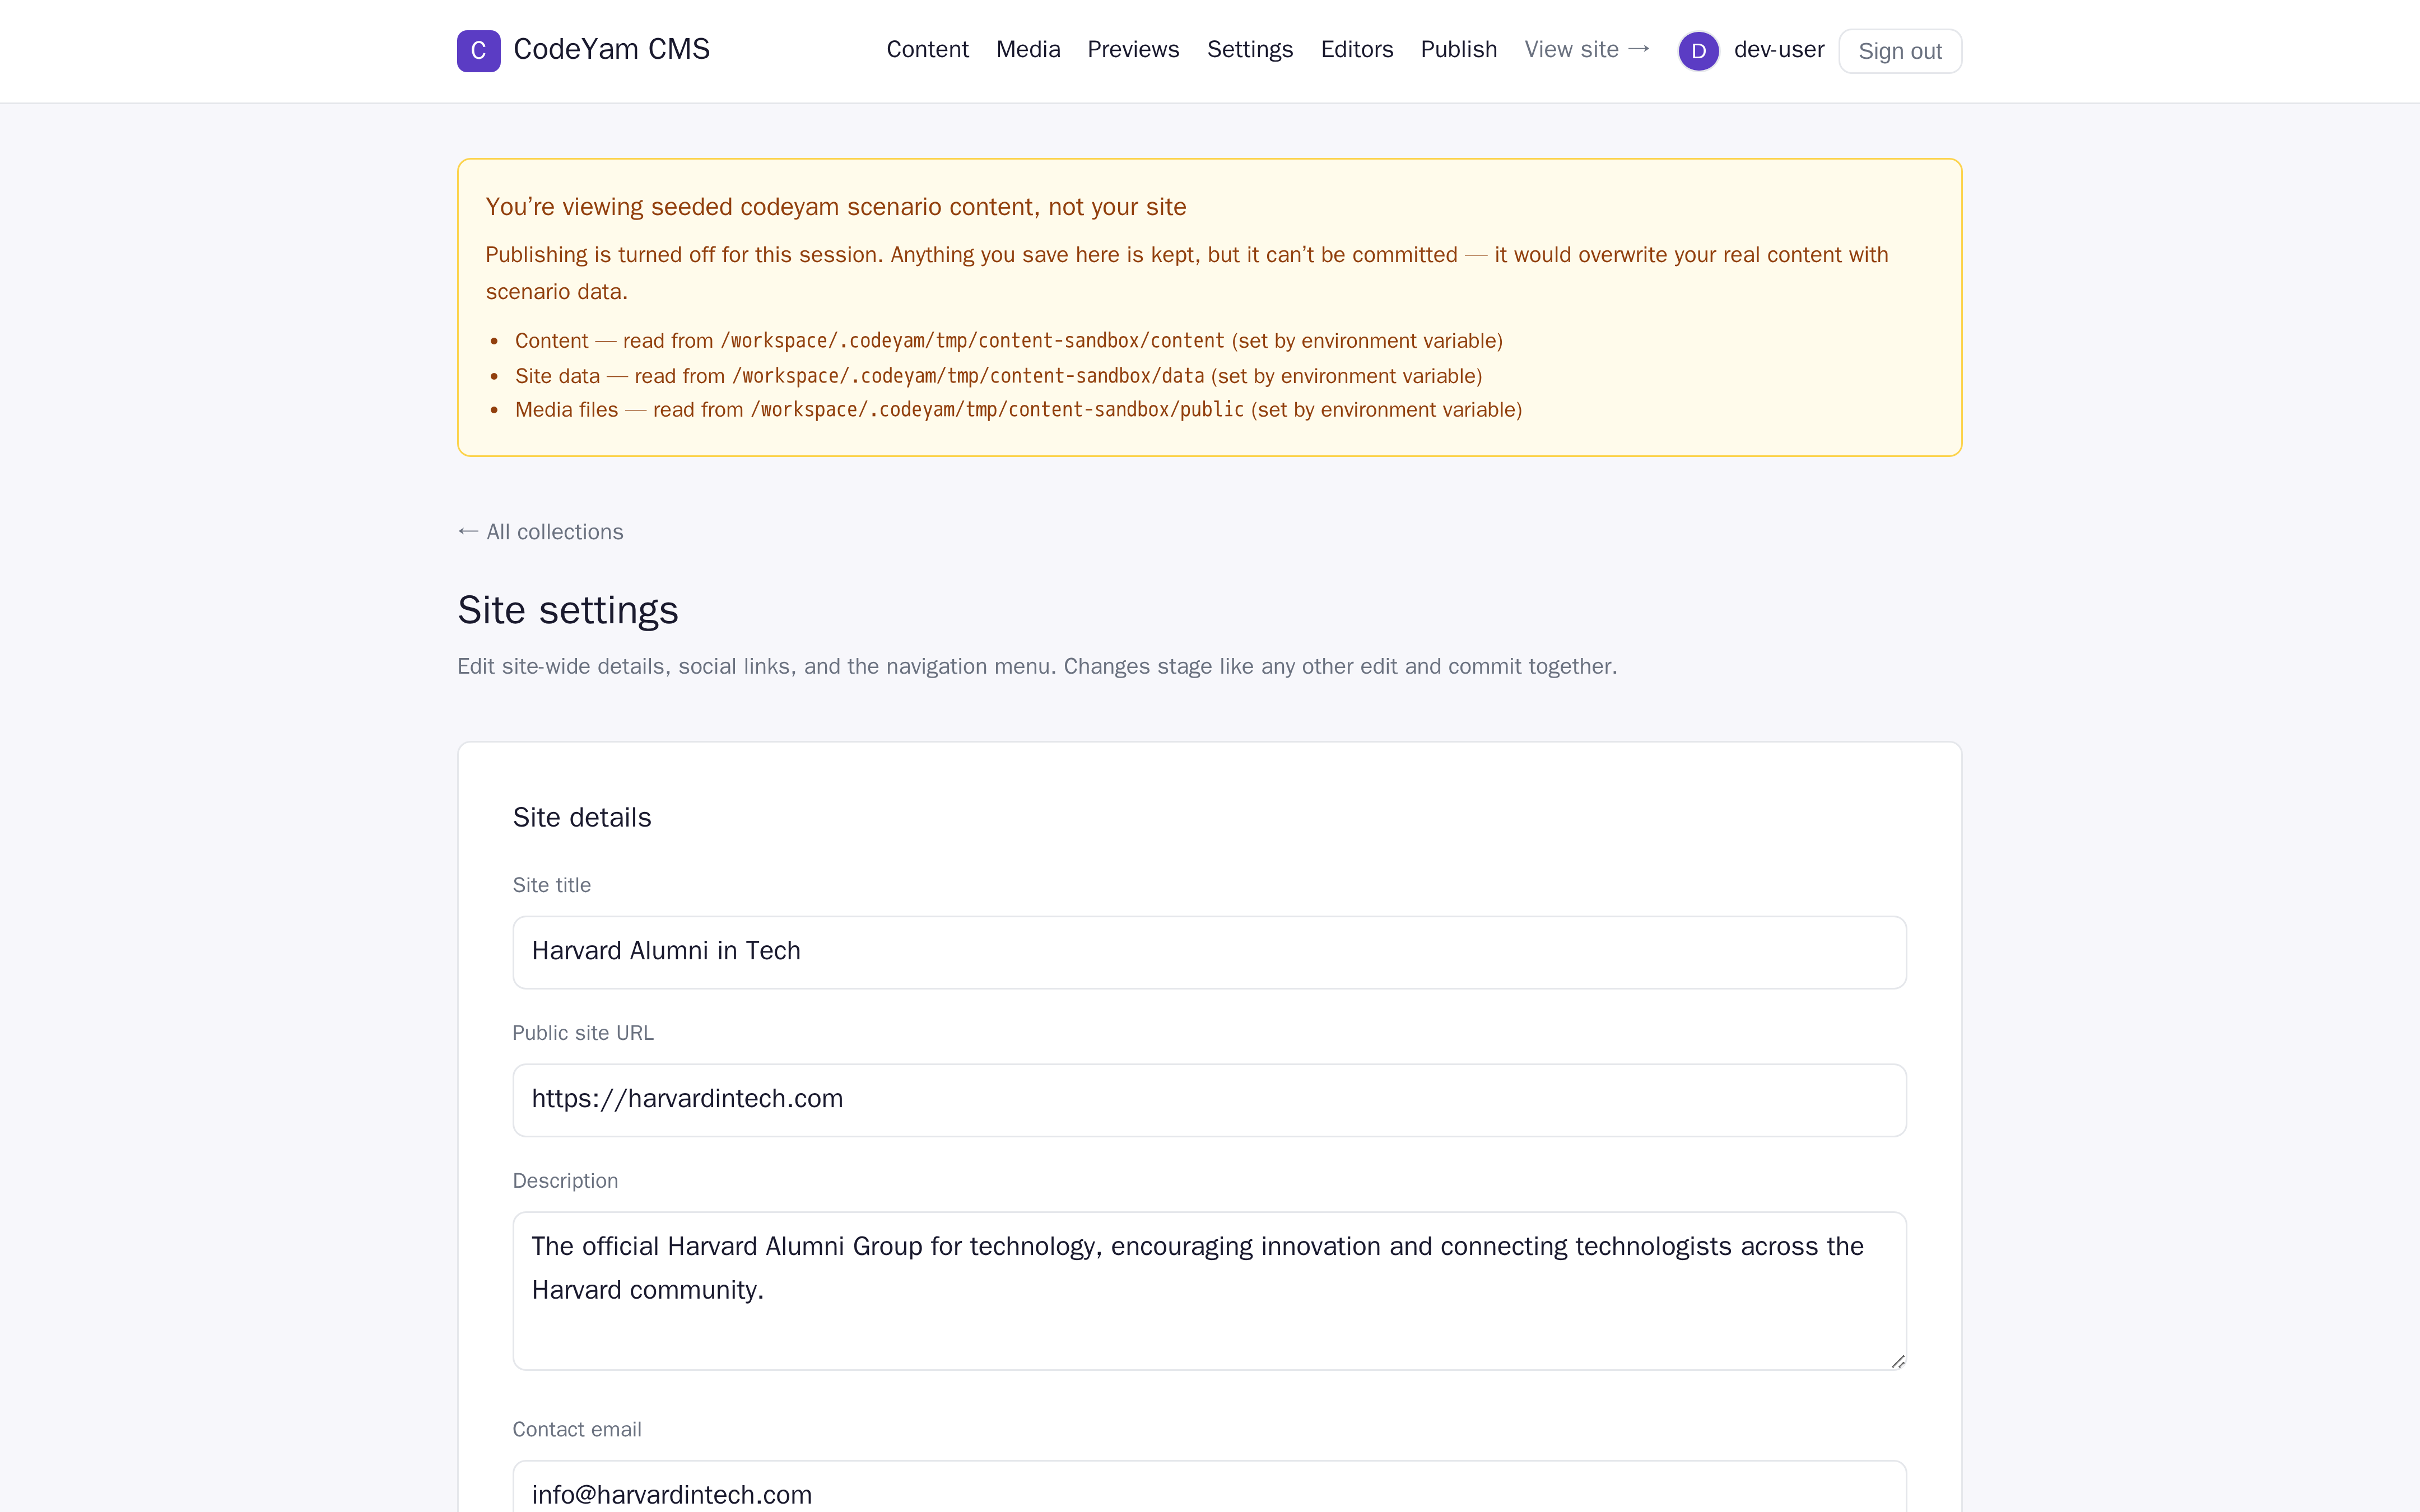 C CodeYam CMS Content Media Previews Settings Editors Publish View site → D dev-user Sign out
You’re viewing seeded codeyam scenario content, not your site
Publishing is turned off for this session. Anything you save here is kept, but it can’t be committed — it would overwrite your real content with
scenario data.
• Content — read from /workspace/.codeyam/tmp/content-sandbox/content (set by environment variable)
• Site data — read from /workspace/.codeyam/tmp/content-sandbox/data (set by environment variable)
• Media files — read from /workspace/.codeyam/tmp/content-sandbox/public (set by environment variable)
← All collections
Site settings
Edit site-wide details, social links, and the navigation menu. Changes stage like any other edit and commit together.
Site details
Site title
Harvard Alumni in Tech
Public site URL
https://harvardintech.com
Description
The official Harvard Alumni Group for technology, encouraging innovation and connecting technologists across the
Harvard community.
Contact email
info@harvardintech.com